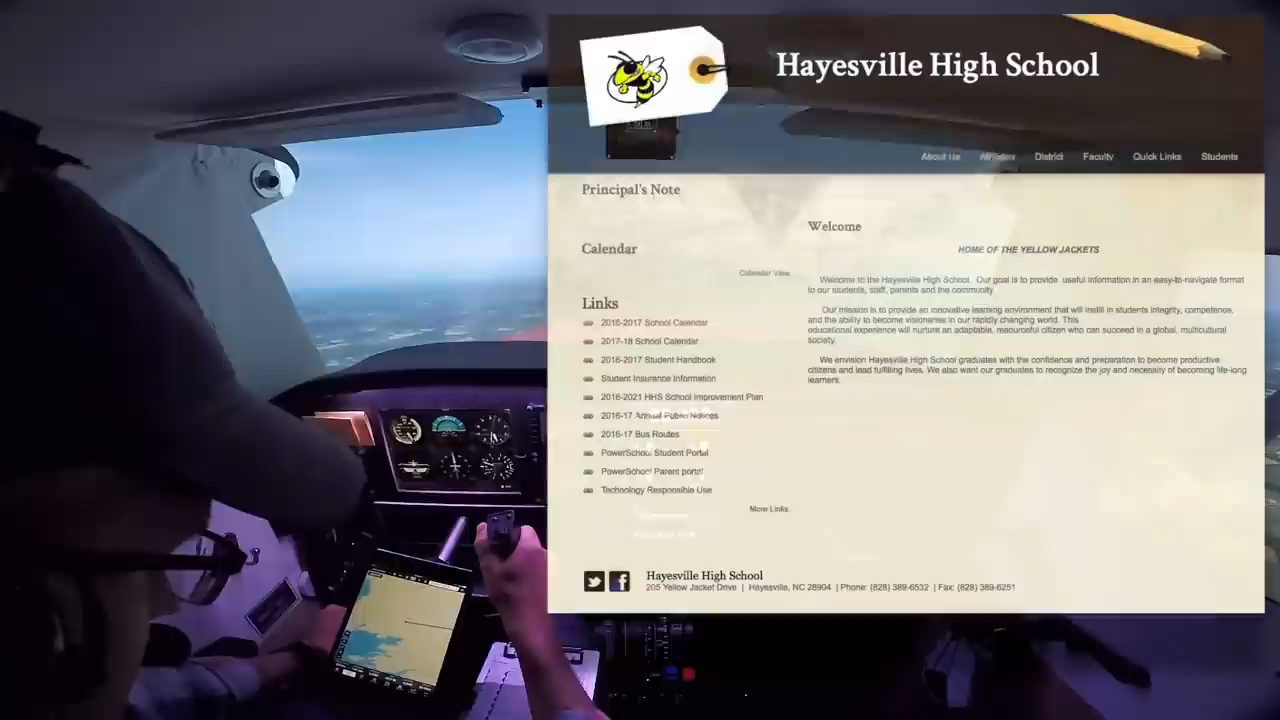 Hayesville High School
About Us Athletics District Faculty Quick Links Students
Principal's Note
Calendar
Calendar View
Links
2016-2017 School Calendar
2017-18 School Calendar
2016-2017 Student Handbook
Student Insurance Information
2016-2021 HHS School Improvement Plan
2016-17 Annual Public Notices
2016-17 Bus Routes
PowerSchool Student Portal
PowerSchool Parent portal
Technology Responsible Use
More Links
Welcome
HOME OF THE YELLOW JACKETS
Welcome to the Hayesville High School. Our goal is to provide useful information in an easy-to-navigate format
to our students, staff, parents and the community.
Our mission is to provide an innovative learning environment that will instill in students integrity, competence,
and the ability to become visionaries in our rapidly changing world. This
educational experience will nurture an adaptable, resourceful citizen who can succeed in a global, multicultural
society.
We envision Hayesville High School graduates with the confidence and preparation to become productive
citizens and lead fulfilling lives. We also want our graduates to recognize the joy and necessity of becoming life-long
learners.
Hayesville High School
205 Yellow Jacket Drive | Hayesville, NC 28904 | Phone: (828) 389-6532 | Fax: (828) 389-6251